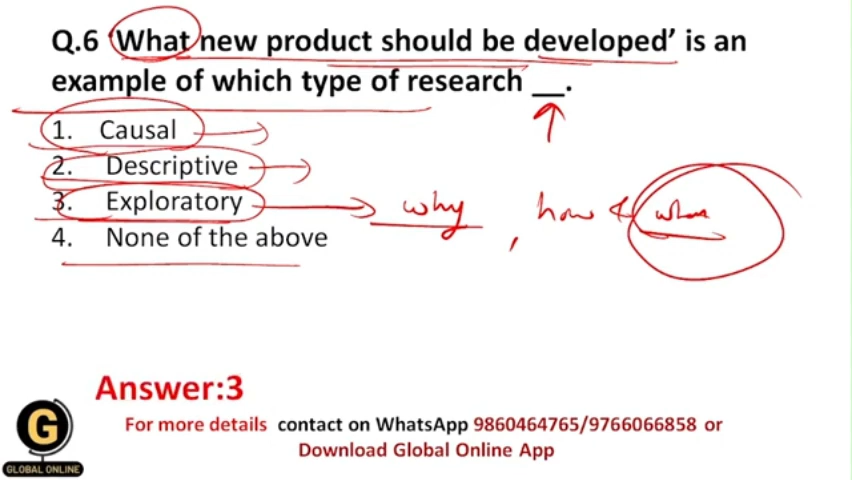 Q.6 'What new product should be developed' is an
example of which type of research __.
1. Causal
2. Descriptive
3. Exploratory
4. None of the above
why, how &
Answer:3
For more details contact on WhatsApp 9860464765/9766066858 or
Download Global Online App
G
GLOBAL ONLINE